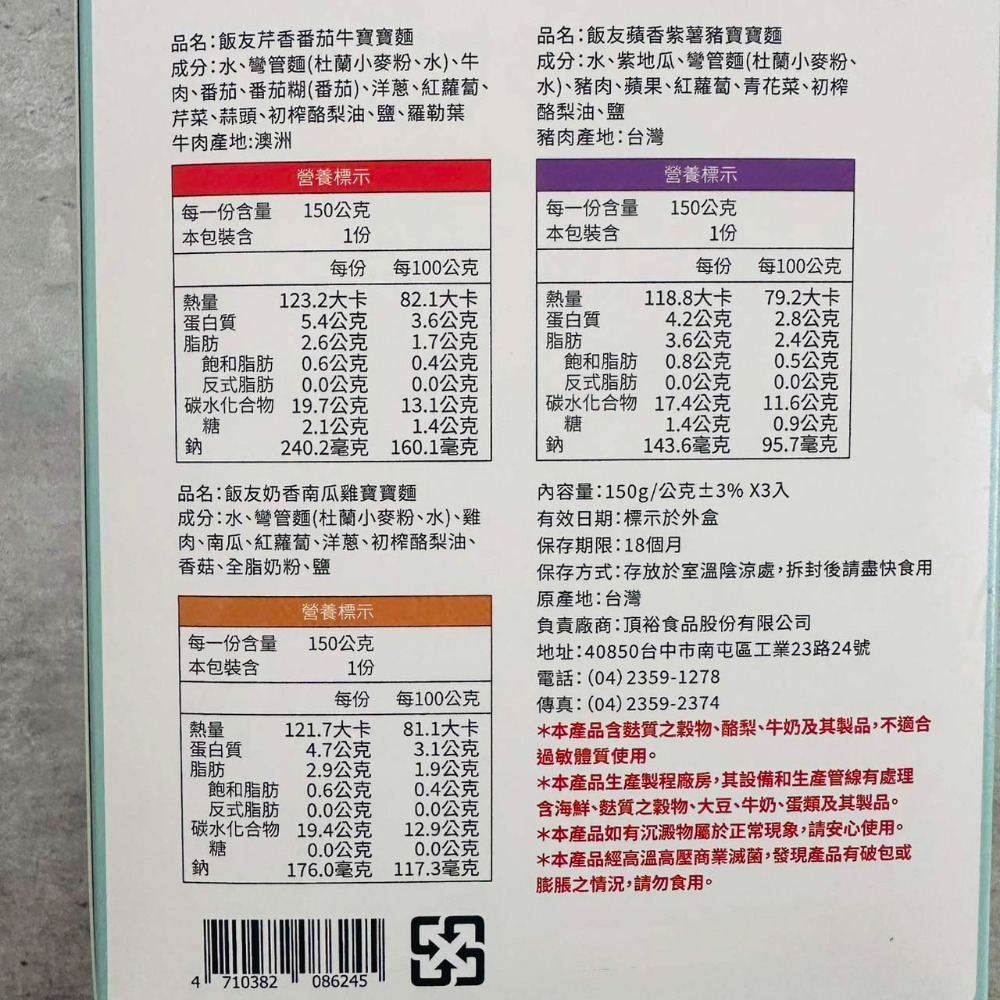 品名:飯友芹香番茄牛寶寶麵
成分:水、彎管麵(杜蘭小麥粉、水)、牛
肉、番茄、番茄糊(番茄)、洋蔥、紅蘿蔔、
芹菜、蒜頭、初榨酪梨油、鹽、羅勒葉
牛肉產地:澳洲
營養標示
每一份含量 150公克
本包裝含 1份
每份 每100公克
熱量 123.2大卡 82.1大卡
蛋白質 5.4公克 3.6公克
脂肪 2.6公克 1.7公克
飽和脂肪 0.6公克 0.4公克
反式脂肪 0.0公克 0.0公克
碳水化合物 19.7公克 13.1公克
糖 2.1公克 1.4公克
鈉 240.2毫克 160.1毫克
品名:飯友奶香南瓜雞寶寶麵
成分:水、彎管麵(杜蘭小麥粉、水)、雞
肉、南瓜、紅蘿蔔、洋蔥、初榨酪梨油、
香菇、全脂奶粉、鹽
營養標示
每一份含量 150公克
本包裝含 1份
每份 每100公克
熱量 121.7大卡 81.1大卡
蛋白質 4.7公克 3.1公克
脂肪 2.9公克 1.9公克
飽和脂肪 0.6公克 0.4公克
反式脂肪 0.0公克 0.0公克
碳水化合物 19.4公克 12.9公克
糖 0.0公克 0.0公克
鈉 176.0毫克 117.3毫克
4 710382 086245
品名:飯友蘋香紫薯豬寶寶麵
成分:水、紫地瓜、彎管麵(杜蘭小麥粉、
水)、豬肉、蘋果、紅蘿蔔、青花菜、初榨
酪梨油、鹽
豬肉產地:台灣
營養標示
每一份含量 150公克
本包裝含 1份
每份 每100公克
熱量 118.8大卡 79.2大卡
蛋白質 4.2公克 2.8公克
脂肪 3.6公克 2.4公克
飽和脂肪 0.8公克 0.5公克
反式脂肪 0.0公克 0.0公克
碳水化合物 17.4公克 11.6公克
糖 1.4公克 0.9公克
鈉 143.6毫克 95.7毫克
內容量:150g/公克±3% X3入
有效日期:標示於外盒
保存期限:18個月
保存方式:存放於室溫陰涼處,拆封後請盡快食用
原產地:台灣
負責廠商:頂裕食品股份有限公司
地址:40850台中市南屯區工業23路24號
電話:(04)2359-1278
傳真:(04)2359-2374
*本產品含麩質之穀物、酪梨、牛奶及其製品,不適合
過敏體質使用。
*本產品生產製程廠房,其設備和生產管線有處理
含海鮮、麩質之穀物、大豆、牛奶、蛋類及其製品。
*本產品如有沉澱物屬於正常現象,請安心使用。
*本產品經高溫高壓商業滅菌,發現產品有破包或
膨脹之情況,請勿食用。